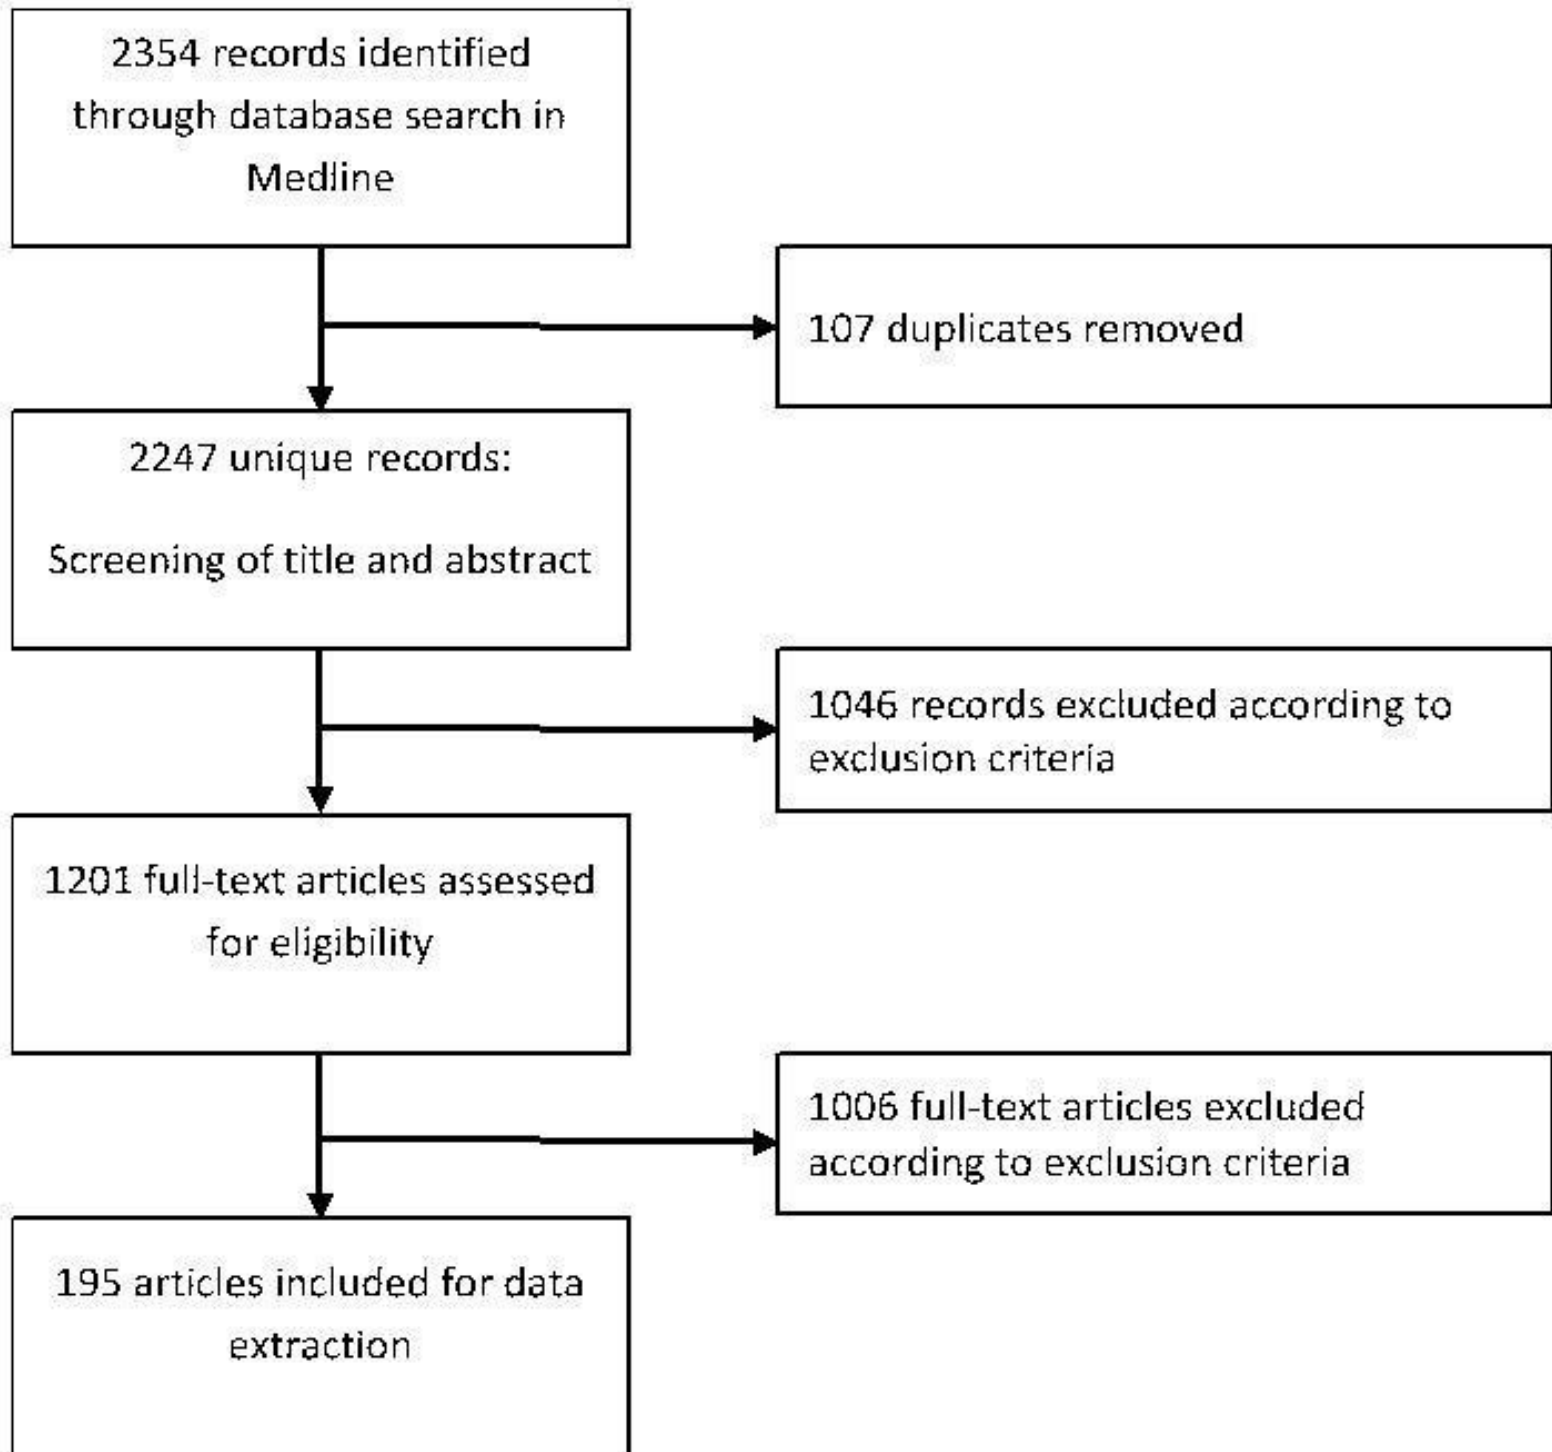 2354 records identified
through database search in
Medline
107 duplicates removed
2247 unique records:
Screening of title and abstract
1046 records excluded according to
exclusion criteria
1201 full-text articles assessed
for eligibility
1006 full-text articles excluded
according to exclusion criteria
195 articles included for data
extraction